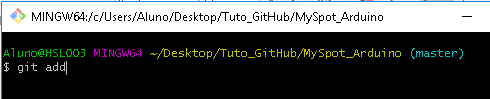 MINGW64:/c/Users/Aluno/Desktop/Tuto_GitHub/MySpot_Arduino
Aluno@HSL003 MINGW64 ~/Desktop/Tuto_GitHub/MySpot_Arduino (master)
$ git add